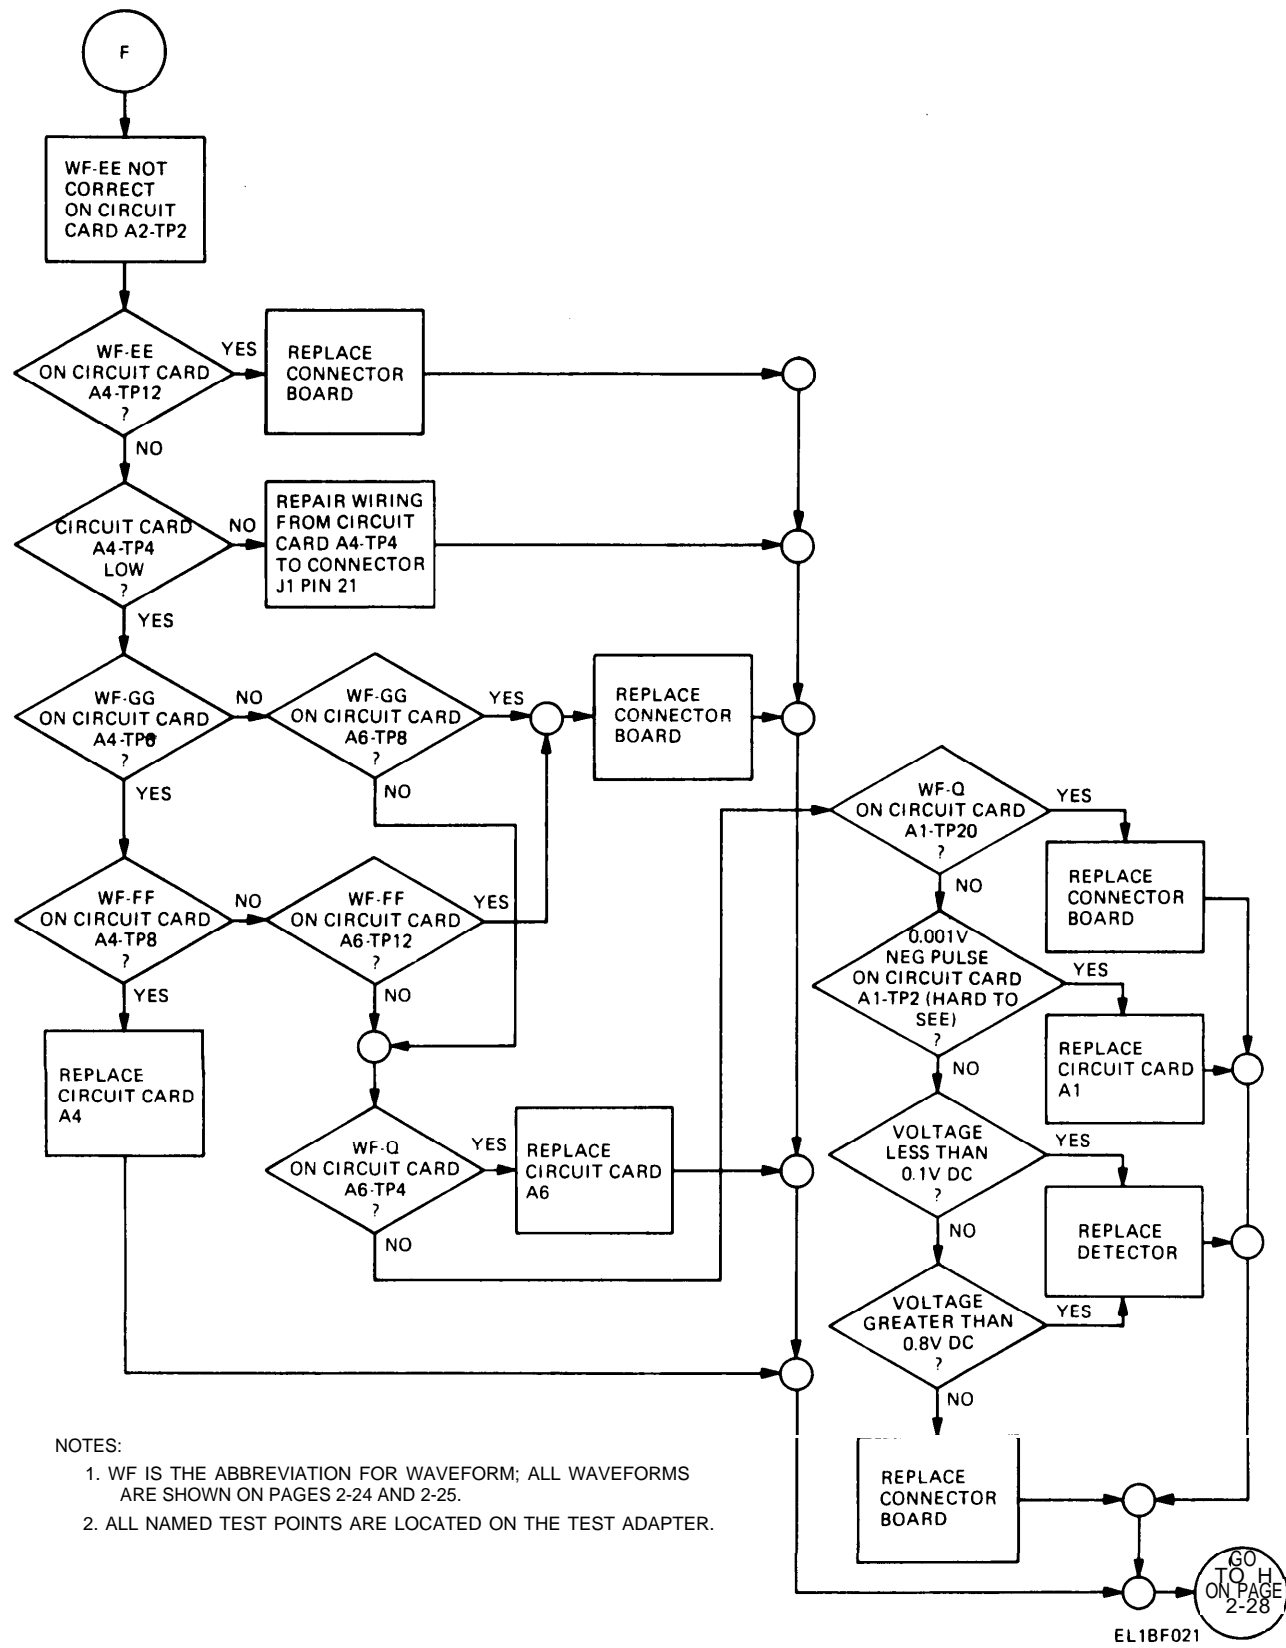 F
WF-EE NOT
CORRECT
ON CIRCUIT
CARD A2-TP2
WF-EE
ON CIRCUIT CARD
A4-TP12
?
YES
REPLACE
CONNECTOR
BOARD
NO
CIRCUIT CARD
A4-TP4
LOW
?
NO
REPAIR WIRING
FROM CIRCUIT
CARD A4-TP4
TO CONNECTOR
J1 PIN 21
YES
WF-GG
ON CIRCUIT CARD
A4-TP6
?
NO
WF-GG
ON CIRCUIT CARD
A6-TP8
?
YES
REPLACE
CONNECTOR
BOARD
YES
NO
WF-FF
ON CIRCUIT CARD
A4-TP8
?
NO
WF-FF
ON CIRCUIT CARD
A6-TP12
?
YES
YES
NO
REPLACE
CIRCUIT CARD
A4
WF-Q
ON CIRCUIT CARD
A6-TP4
?
YES
REPLACE
CIRCUIT CARD
A6
NO
WF-Q
ON CIRCUIT CARD
A1-TP20
?
YES
REPLACE
CONNECTOR
BOARD
NO
0.001V
NEG PULSE
ON CIRCUIT CARD
A1-TP2 (HARD TO
SEE)
?
YES
REPLACE
CIRCUIT CARD
A1
NO
VOLTAGE
LESS THAN
0.1V DC
?
YES
REPLACE
DETECTOR
NO
VOLTAGE
GREATER THAN
0.8V DC
?
YES
NO
REPLACE
CONNECTOR
BOARD
GO
TO H
ON PAGE
2-28
NOTES:
1. WF IS THE ABBREVIATION FOR WAVEFORM; ALL WAVEFORMS
ARE SHOWN ON PAGES 2-24 AND 2-25.
2. ALL NAMED TEST POINTS ARE LOCATED ON THE TEST ADAPTER.
EL1BF021